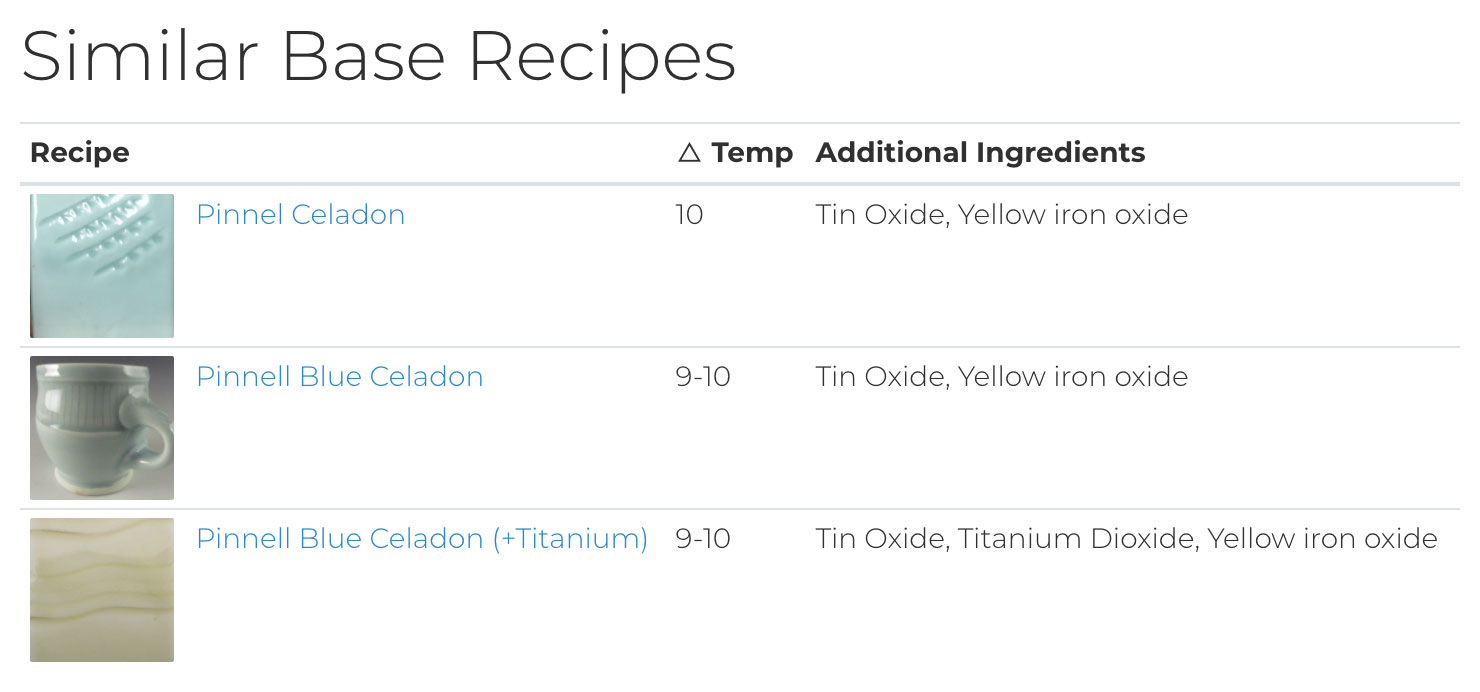 Similar Base Recipes
Recipe △ Temp Additional Ingredients
Pinnel Celadon 10 Tin Oxide, Yellow iron oxide
Pinnell Blue Celadon 9-10 Tin Oxide, Yellow iron oxide
Pinnell Blue Celadon (+Titanium) 9-10 Tin Oxide, Titanium Dioxide, Yellow iron oxide